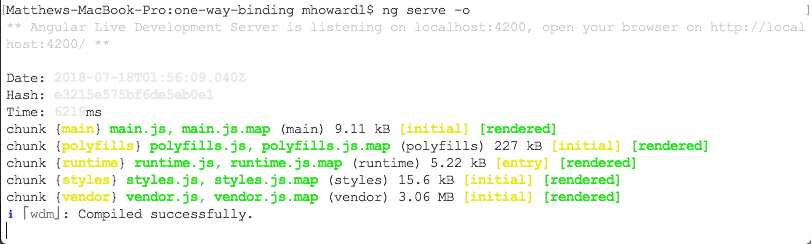 [Matthews-MacBook-Pro:one-way-binding mhoward1$ ng serve -o ]
** Angular Live Development Server is listening on localhost:4200, open your browser on http://local
host:4200/ **
Date: 2018-07-18T01:56:09.040Z
Hash: e3215e575bf6de5eb0e1
Time: 6219ms
chunk {main} main.js, main.js.map (main) 9.11 kB [initial] [rendered]
chunk {polyfills} polyfills.js, polyfills.js.map (polyfills) 227 kB [initial] [rendered]
chunk {runtime} runtime.js, runtime.js.map (runtime) 5.22 kB [entry] [rendered]
chunk {styles} styles.js, styles.js.map (styles) 15.6 kB [initial] [rendered]
chunk {vendor} vendor.js, vendor.js.map (vendor) 3.06 MB [initial] [rendered]
ℹ ｢wdm｣: Compiled successfully.